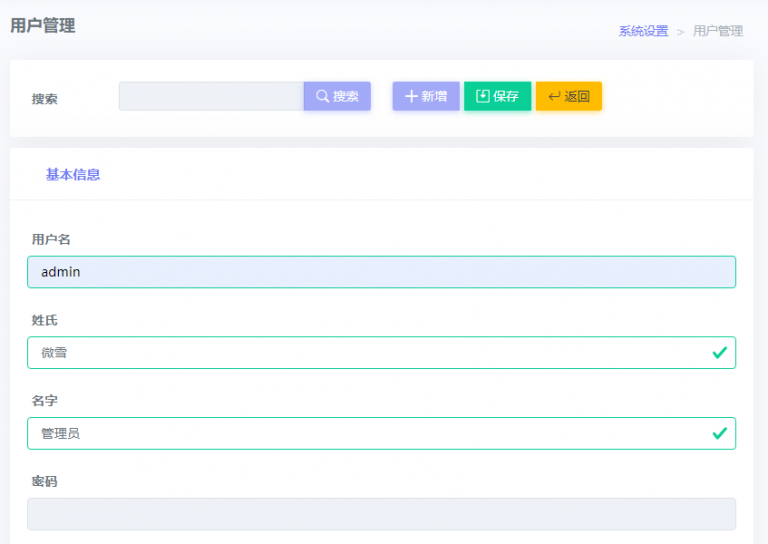 用户管理
系统设置 > 用户管理
搜索 搜索 新增 保存 返回
基本信息
用户名
admin
姓氏
微雪
名字
管理员
密码